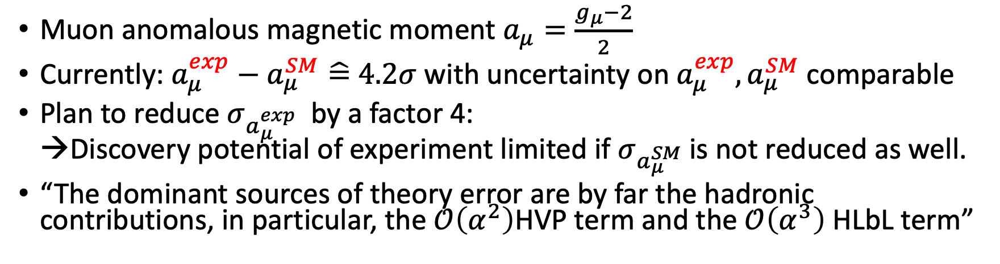 • Muon anomalous magnetic moment $a_\mu = \frac{g_\mu - 2}{2}$
• Currently: $a_\mu^{exp} - a_\mu^{SM} \mathrel{\widehat{=}} 4.2\sigma$ with uncertainty on $a_\mu^{exp}, a_\mu^{SM}$ comparable
• Plan to reduce $\sigma_{a_\mu^{exp}}$ by a factor 4:
→Discovery potential of experiment limited if $\sigma_{a_\mu^{SM}}$ is not reduced as well.
• “The dominant sources of theory error are by far the hadronic
contributions, in particular, the $\mathcal{O}(\alpha^2)$HVP term and the $\mathcal{O}(\alpha^3)$ HLbL term”